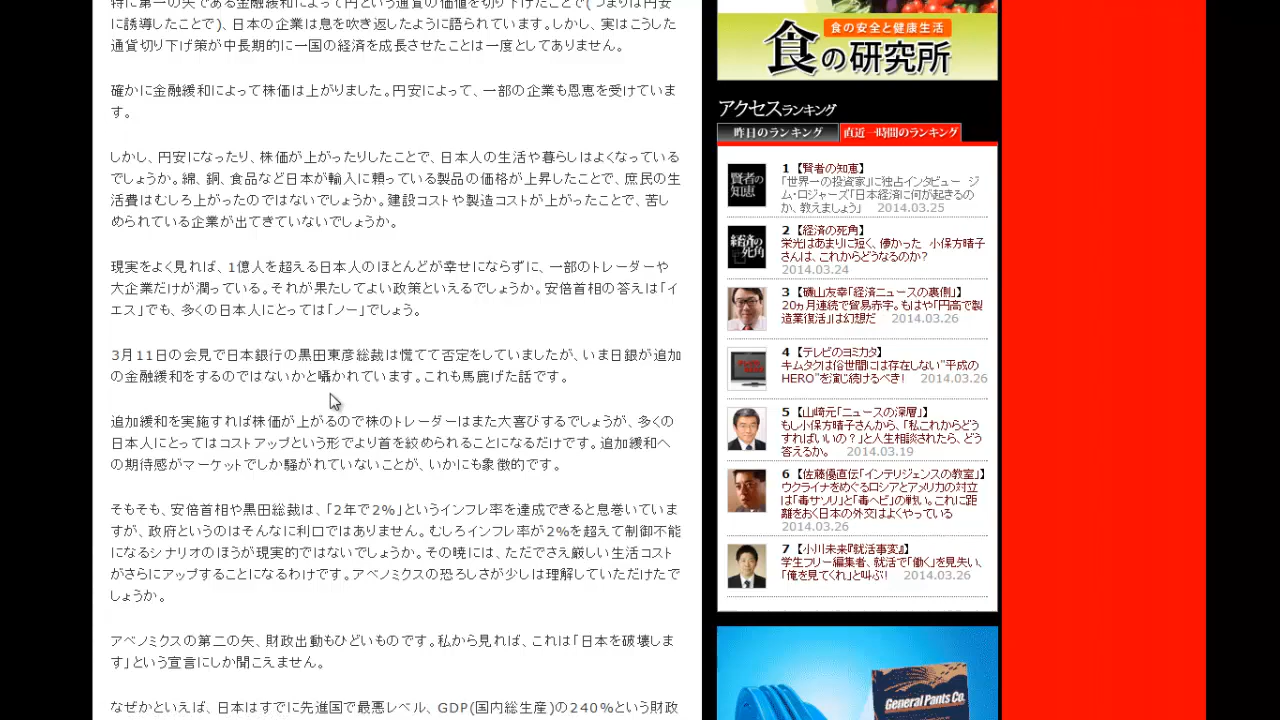 特に第一の矢である金融緩和によって円という通貨の価値を切り下げたことで(つまりは円安
に誘導したことで)、日本の企業は息を吹き返したように語られています。しかし、実はこうした
通貨切り下げ策が中長期的に一国の経済を成長させたことは一度としてありません。
確かに金融緩和によって株価は上がりました。円安によって、一部の企業も恩恵を受けていま
す。
しかし、円安になったり、株価が上がったりしたことで、日本人の生活や暮らしはよくなっている
でしょうか。綿、銅、食品など日本が輸入に頼っている製品の価格が上昇したことで、庶民の生
活費はむしろ上がったのではないでしょうか。建設コストや製造コストが上がったことで、苦し
められている企業が出てきていないでしょうか。
現実をよく見れば、1億人を超える日本人のほとんどが幸せにならずに、一部のトレーダーや
大企業だけが潤っている。それが果たしてよい政策といえるでしょうか。安倍首相の答えは「イ
エス」でも、多くの日本人にとっては「ノー」でしょう。
3月11日の会見で日本銀行の黒田東彦総裁は慌てて否定をしていましたが、いま日銀が追加
の金融緩和をするのではないかと囁かれています。これも馬鹿げた話です。
追加緩和を実施すれば株価が上がるので株のトレーダーはまた大喜びするでしょうが、多くの
日本人にとってはコストアップという形でより首を絞められることになるだけです。追加緩和へ
の期待感がマーケットでしか騒がれていないことが、いかにも象徴的です。
そもそも、安倍首相や黒田総裁は、「2年で2%」というインフレ率を達成できると息巻いていま
すが、政府というのはそんなに利口ではありません。むしろインフレ率が2%を超えて制御不能
になるシナリオのほうが現実的ではないでしょうか。その暁には、ただでさえ厳しい生活コスト
がさらにアップすることになるわけです。アベノミクスの恐ろしさが少しは理解していただけたで
しょうか。
アベノミクスの第二の矢、財政出動もひどいものです。私から見れば、これは「日本を破壊しま
す」という宣言にしか聞こえません。
なぜかといえば、日本はすでに先進国で最悪レベル、GDP(国内総生産)の240%という財政
食の安全と健康生活
食の研究所
アクセスランキング
昨日のランキング 直近一時間のランキング
賢者の
知恵
1 【賢者の知恵】
「世界一の投資家」に独占インタビュー ジ
ム・ロジャーズ「日本経済に何が起きるの
か、教えましょう」 2014.03.25
経済の
死角
2 【経済の死角】
栄光はあまりに短く、儚かった 小保方晴子
さんは、これからどうなるのか?
2014.03.24
3 【磯山友幸「経済ニュースの裏側」】
20ヵ月連続で貿易赤字。もはや「円高で製
造業復活」は幻想だ 2014.03.26
4 【テレビのヨミカタ】
キムタクは俗世間には存在しない"平成の
HERO"を演じ続けるべき! 2014.03.26
5 【山崎元「ニュースの深層」】
もし小保方晴子さんから、「私これからどう
すればいいの?」と人生相談されたら、どう
答えるか。 2014.03.19
6 【佐藤優直伝「インテリジェンスの教室」】
ウクライナをめぐるロシアとアメリカの対立
は「毒サソリ」と「毒ヘビ」の戦い。これに距
離をおく日本の外交はよくやっている
2014.03.26
7 【小川未来『就活事変』】
学生フリー編集者、就活で「働く」を見失い、
「俺を見てくれ」と叫ぶ! 2014.03.26
General Pants Co.